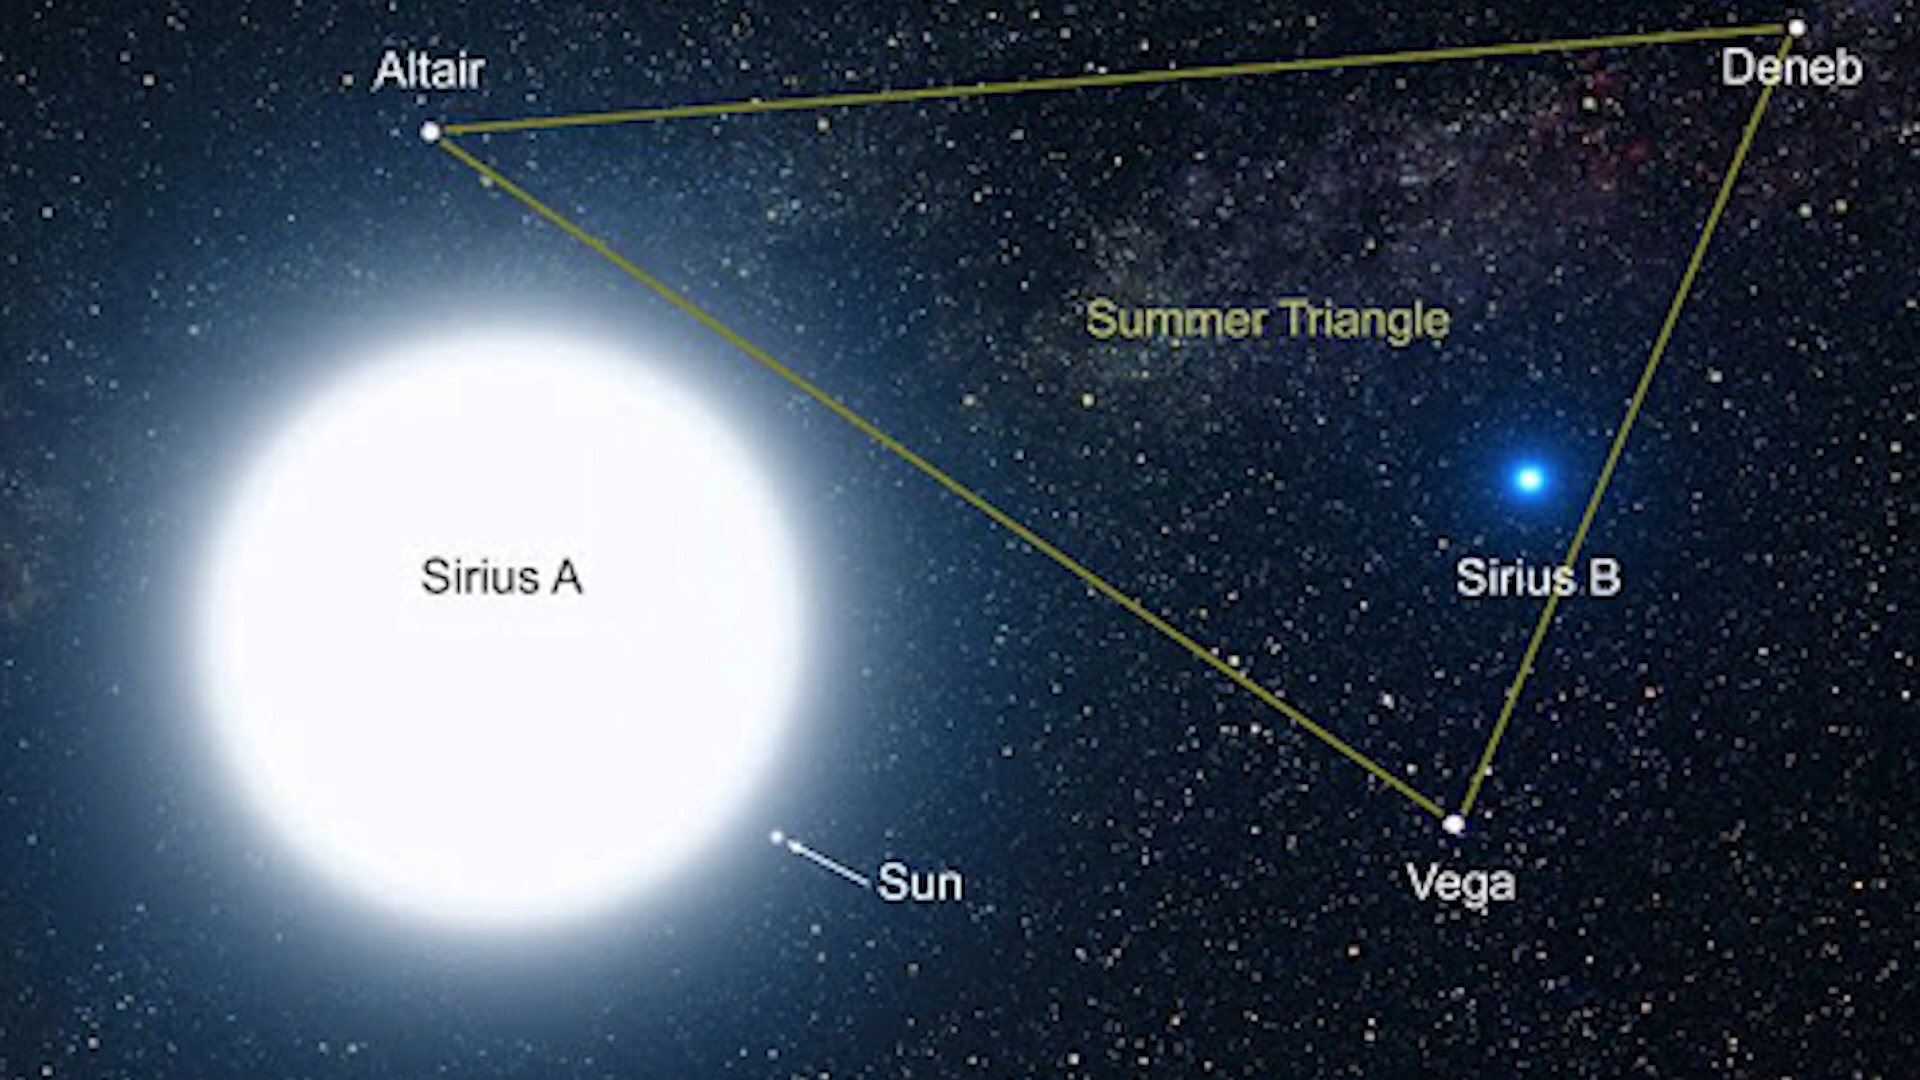 Altair
Deneb
Summer Triangle
Sirius A
Sirius B
Sun
Vega